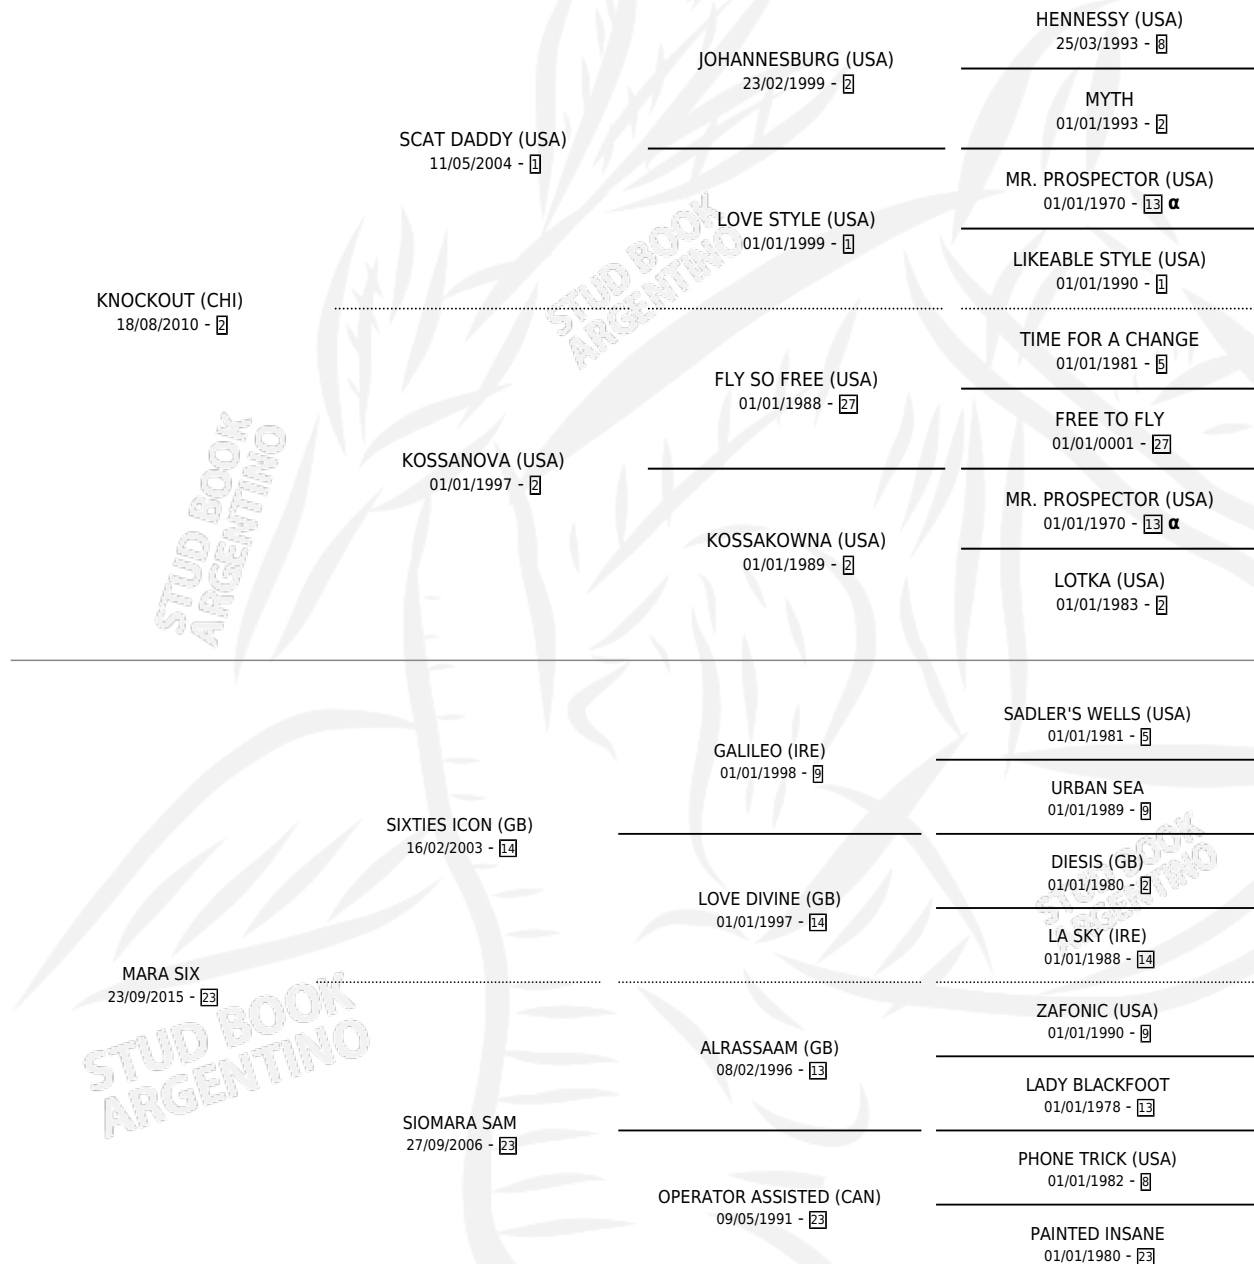 HENNESSY (USA)
25/03/1993 - 8
JOHANNESBURG (USA)
23/02/1999 - 2
MYTH
01/01/1993 - 2
SCAT DADDY (USA)
11/05/2004 - 1
MR. PROSPECTOR (USA)
01/01/1970 - 13 α
LOVE STYLE (USA)
01/01/1999 - 1
LIKEABLE STYLE (USA)
01/01/1990 - 1
KNOCKOUT (CHI)
18/08/2010 - 2
TIME FOR A CHANGE
01/01/1981 - 5
FLY SO FREE (USA)
01/01/1988 - 27
FREE TO FLY
01/01/0001 - 27
KOSSANOVA (USA)
01/01/1997 - 2
MR. PROSPECTOR (USA)
01/01/1970 - 13 α
KOSSAKOWNA (USA)
01/01/1989 - 2
LOTKA (USA)
01/01/1983 - 2
SADLER'S WELLS (USA)
01/01/1981 - 5
GALILEO (IRE)
01/01/1998 - 9
URBAN SEA
01/01/1989 - 9
SIXTIES ICON (GB)
16/02/2003 - 14
DIESIS (GB)
01/01/1980 - 2
LOVE DIVINE (GB)
01/01/1997 - 14
LA SKY (IRE)
01/01/1988 - 14
MARA SIX
23/09/2015 - 23
ZAFONIC (USA)
01/01/1990 - 9
ALRASSAAM (GB)
08/02/1996 - 13
LADY BLACKFOOT
01/01/1978 - 13
SIOMARA SAM
27/09/2006 - 23
PHONE TRICK (USA)
01/01/1982 - 8
OPERATOR ASSISTED (CAN)
09/05/1991 - 23
PAINTED INSANE
01/01/1980 - 23
STUD BOOK
ARGENTINO
STUD BOOK
ARGENTINO
STUD BOOK
ARGENTINO
STUD BOOK
ARGENTINO